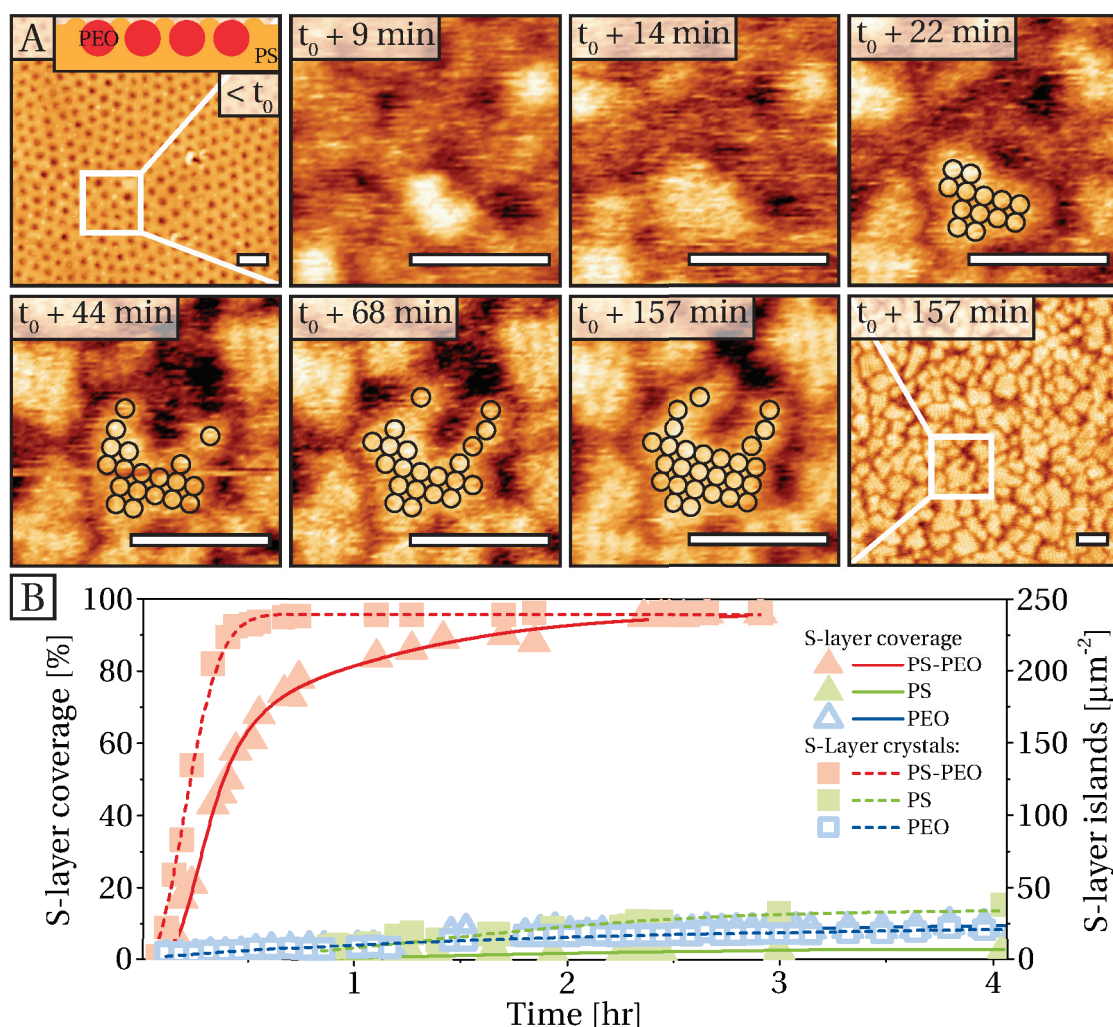 A
PEO
PS
< t₀
t₀ + 9 min
t₀ + 14 min
t₀ + 22 min
t₀ + 44 min
t₀ + 68 min
t₀ + 157 min
t₀ + 157 min
B
S-layer coverage [%]
100
80
60
40
20
0
S-layer coverage
PS-PEO
PS
PEO
S-Layer crystals:
PS-PEO
PS
PEO
250
200
150
100
50
0
S-layer islands [μm⁻²]
1
2
3
4
Time [hr]